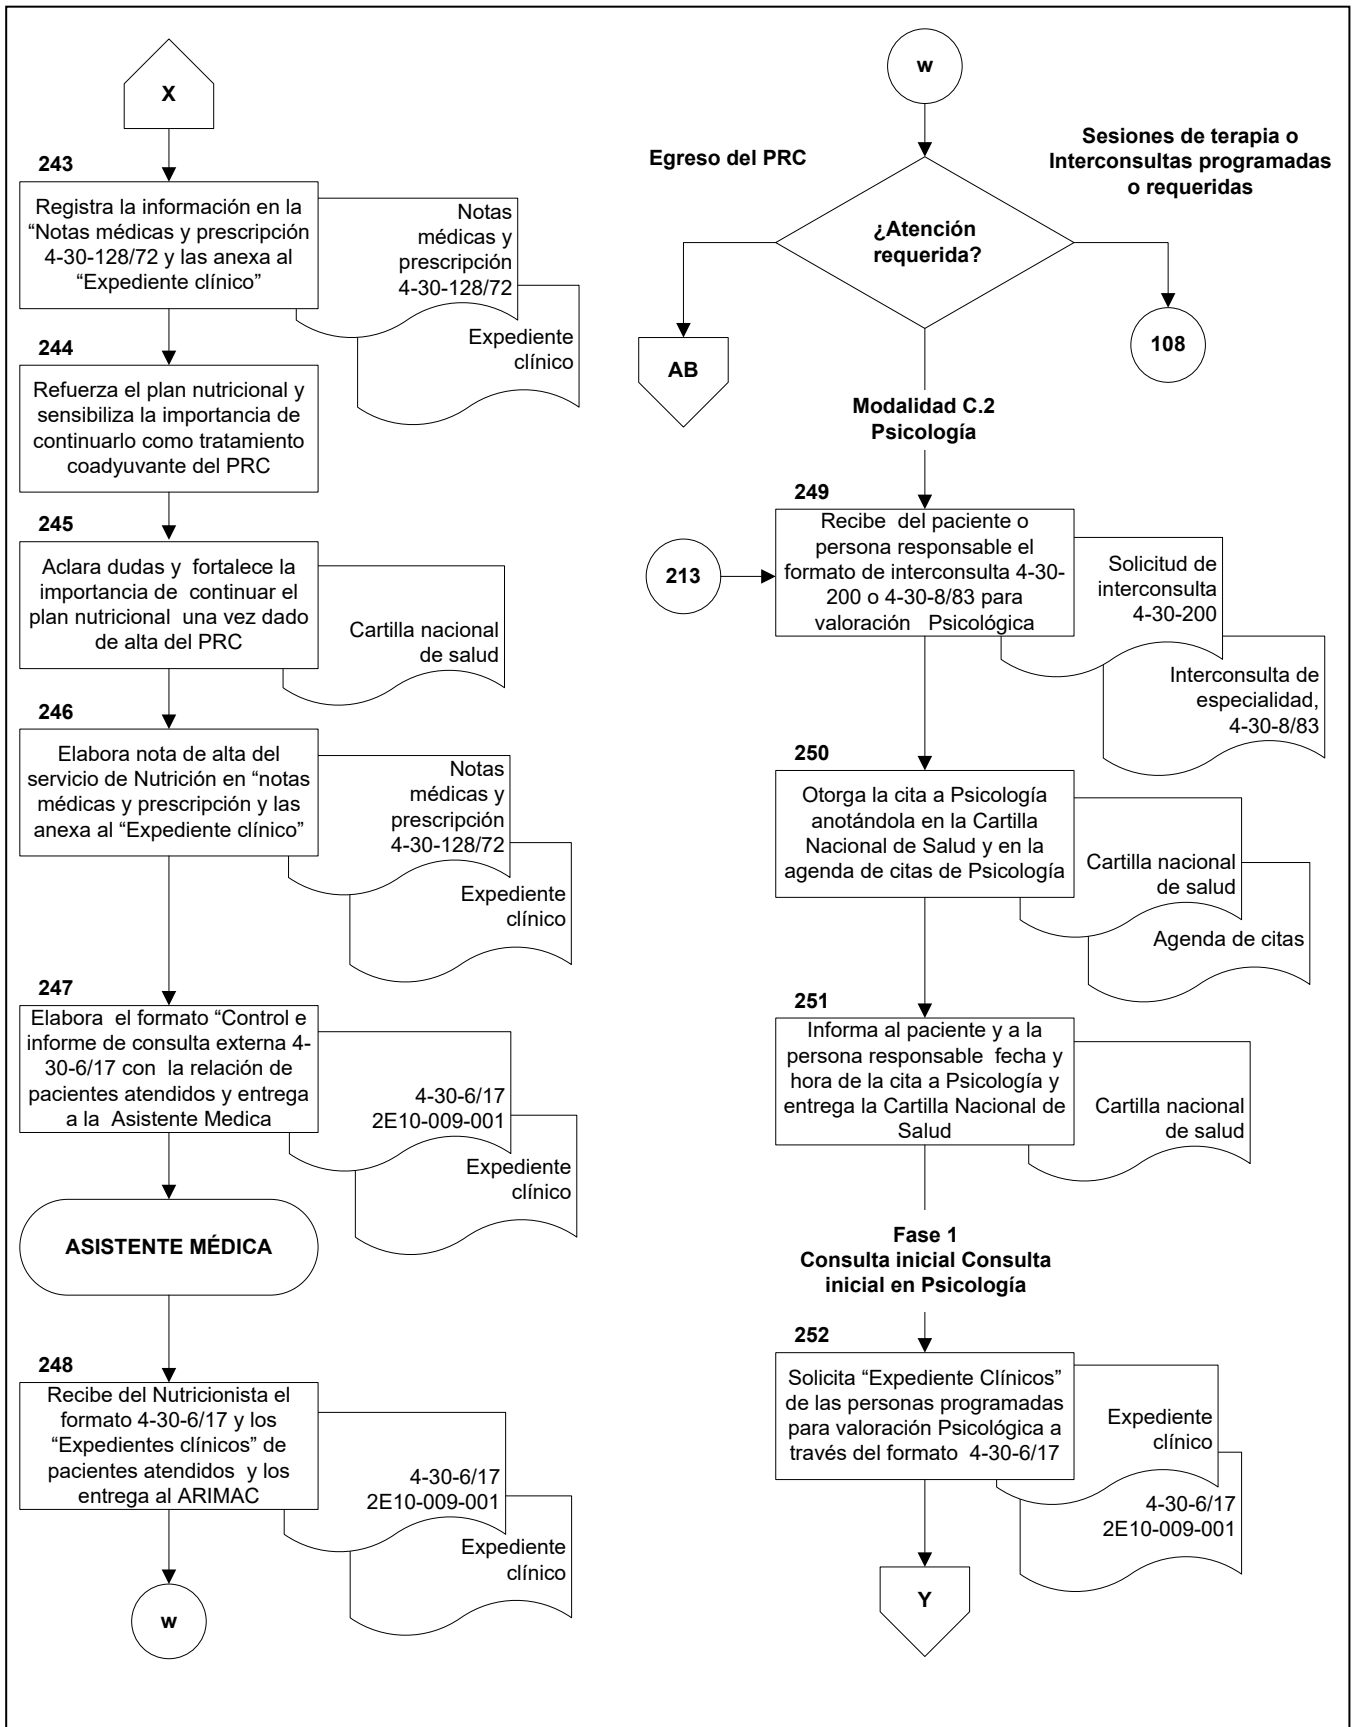 X
243
Registra la información en la
“Notas médicas y prescripción
4-30-128/72 y las anexa al
“Expediente clínico”
Notas
médicas y
prescripción
4-30-128/72
Expediente
clínico
244
Refuerza el plan nutricional y
sensibiliza la importancia de
continuarlo como tratamiento
coadyuvante del PRC
245
Aclara dudas y fortalece la
importancia de continuar el
plan nutricional una vez dado
de alta del PRC
Cartilla nacional
de salud
246
Elabora nota de alta del
servicio de Nutrición en “notas
médicas y prescripción y las
anexa al “Expediente clínico”
Notas
médicas y
prescripción
4-30-128/72
Expediente
clínico
247
Elabora el formato “Control e
informe de consulta externa 4-
30-6/17 con la relación de
pacientes atendidos y entrega
a la Asistente Medica
4-30-6/17
2E10-009-001
Expediente
clínico
ASISTENTE MÉDICA
248
Recibe del Nutricionista el
formato 4-30-6/17 y los
“Expedientes clínicos” de
pacientes atendidos y los
entrega al ARIMAC
4-30-6/17
2E10-009-001
Expediente
clínico
w
w
Egreso del PRC
Sesiones de terapia o
Interconsultas programadas
o requeridas
¿Atención
requerida?
AB
108
Modalidad C.2
Psicología
249
213
Recibe del paciente o
persona responsable el
formato de interconsulta 4-30-
200 o 4-30-8/83 para
valoración Psicológica
Solicitud de
interconsulta
4-30-200
Interconsulta de
especialidad,
4-30-8/83
250
Otorga la cita a Psicología
anotándola en la Cartilla
Nacional de Salud y en la
agenda de citas de Psicología
Cartilla nacional
de salud
Agenda de citas
251
Informa al paciente y a la
persona responsable fecha y
hora de la cita a Psicología y
entrega la Cartilla Nacional de
Salud
Cartilla nacional
de salud
Fase 1
Consulta inicial Consulta
inicial en Psicología
252
Solicita “Expediente Clínicos”
de las personas programadas
para valoración Psicológica a
través del formato 4-30-6/17
Expediente
clínico
4-30-6/17
2E10-009-001
Y